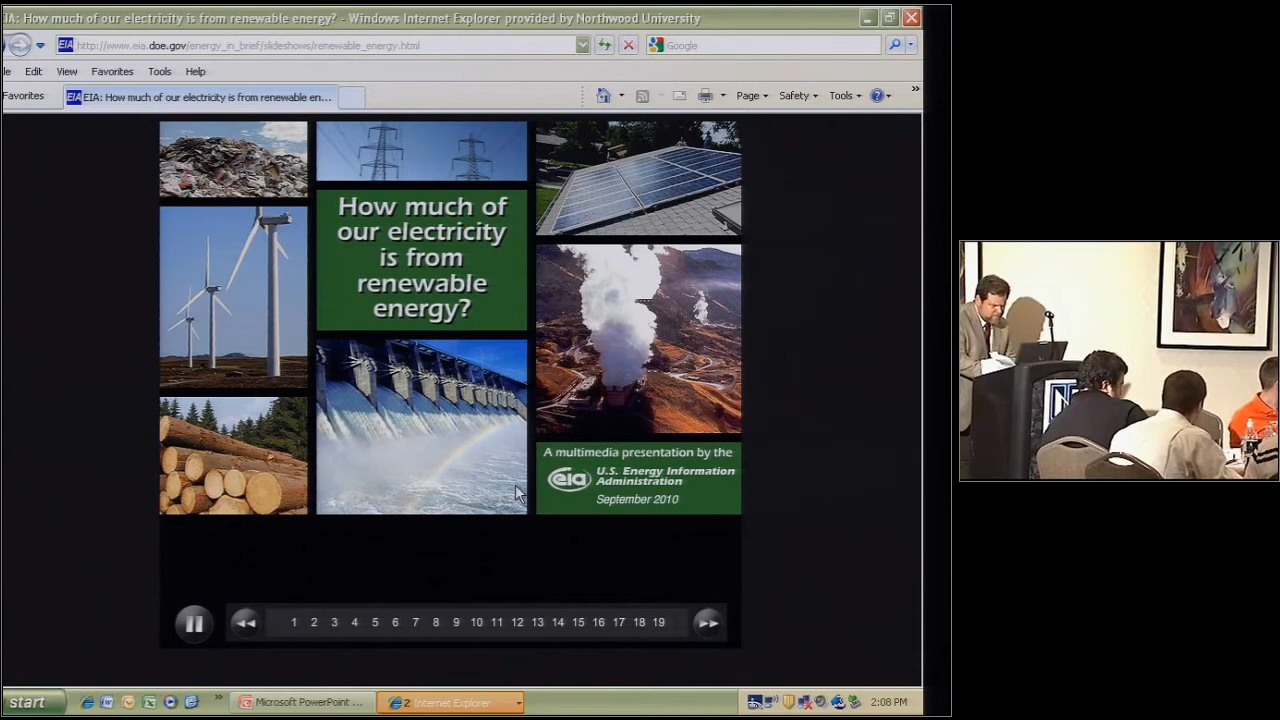 EIA: How much of our electricity is from renewable energy? - Windows Internet Explorer provided by Northwood University
EIA http://www.eia.doe.gov/energy_in_brief/slideshows/renewable_energy.html
Google
le Edit View Favorites Tools Help
Favorites
EIA EIA: How much of our electricity is from renewable en...
Page Safety Tools
»
How much of
our electricity
is from
renewable
energy?
A multimedia presentation by the
eia U.S. Energy Information
Administration
September 2010
1 2 3 4 5 6 7 8 9 10 11 12 13 14 15 16 17 18 19
start
»
Microsoft PowerPoint ...
2 Internet Explorer
2:08 PM
N